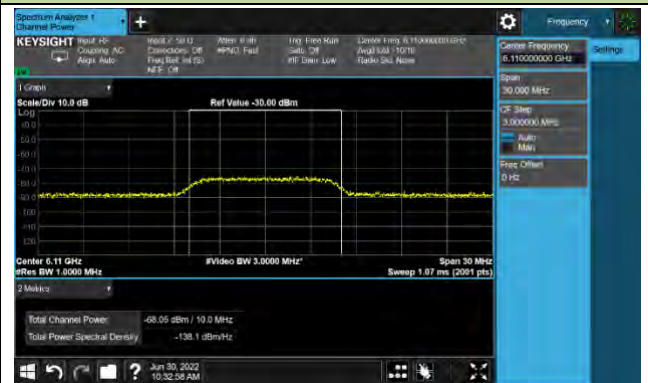 Spectrum Analyzer 1
Channel Power
+
Frequency
KEYSIGHT
Input: RF
Coupling: AC
Align: Auto
Corrections: Off
Freq Ref: Int (S)
NFE: Off
#PNO: Fast
Trig: Free Run
Gate: Off
#IF Gain: Low
Center Freq: 6.110000000 GHz
Avg|Hold: 10/10
Radio Std: None
Center Frequency
6.110000000 GHz
Settings
Span
30.000 MHz
CF Step
3.000000 MHz
Auto
Man
Freq Offset
0 Hz
1 Graph
Scale/Div 10.0 dB
Ref Value -30.00 dBm
Log
Center 6.11 GHz
#Video BW 3.0000 MHz*
Span 30 MHz
#Res BW 1.0000 MHz
Sweep 1.07 ms (2001 pts)
2 Metrics
Total Channel Power
-68.05 dBm / 10.0 MHz
Total Power Spectral Density
-138.1 dBm/Hz
?
Jun 30, 2022
10:32:58 AM